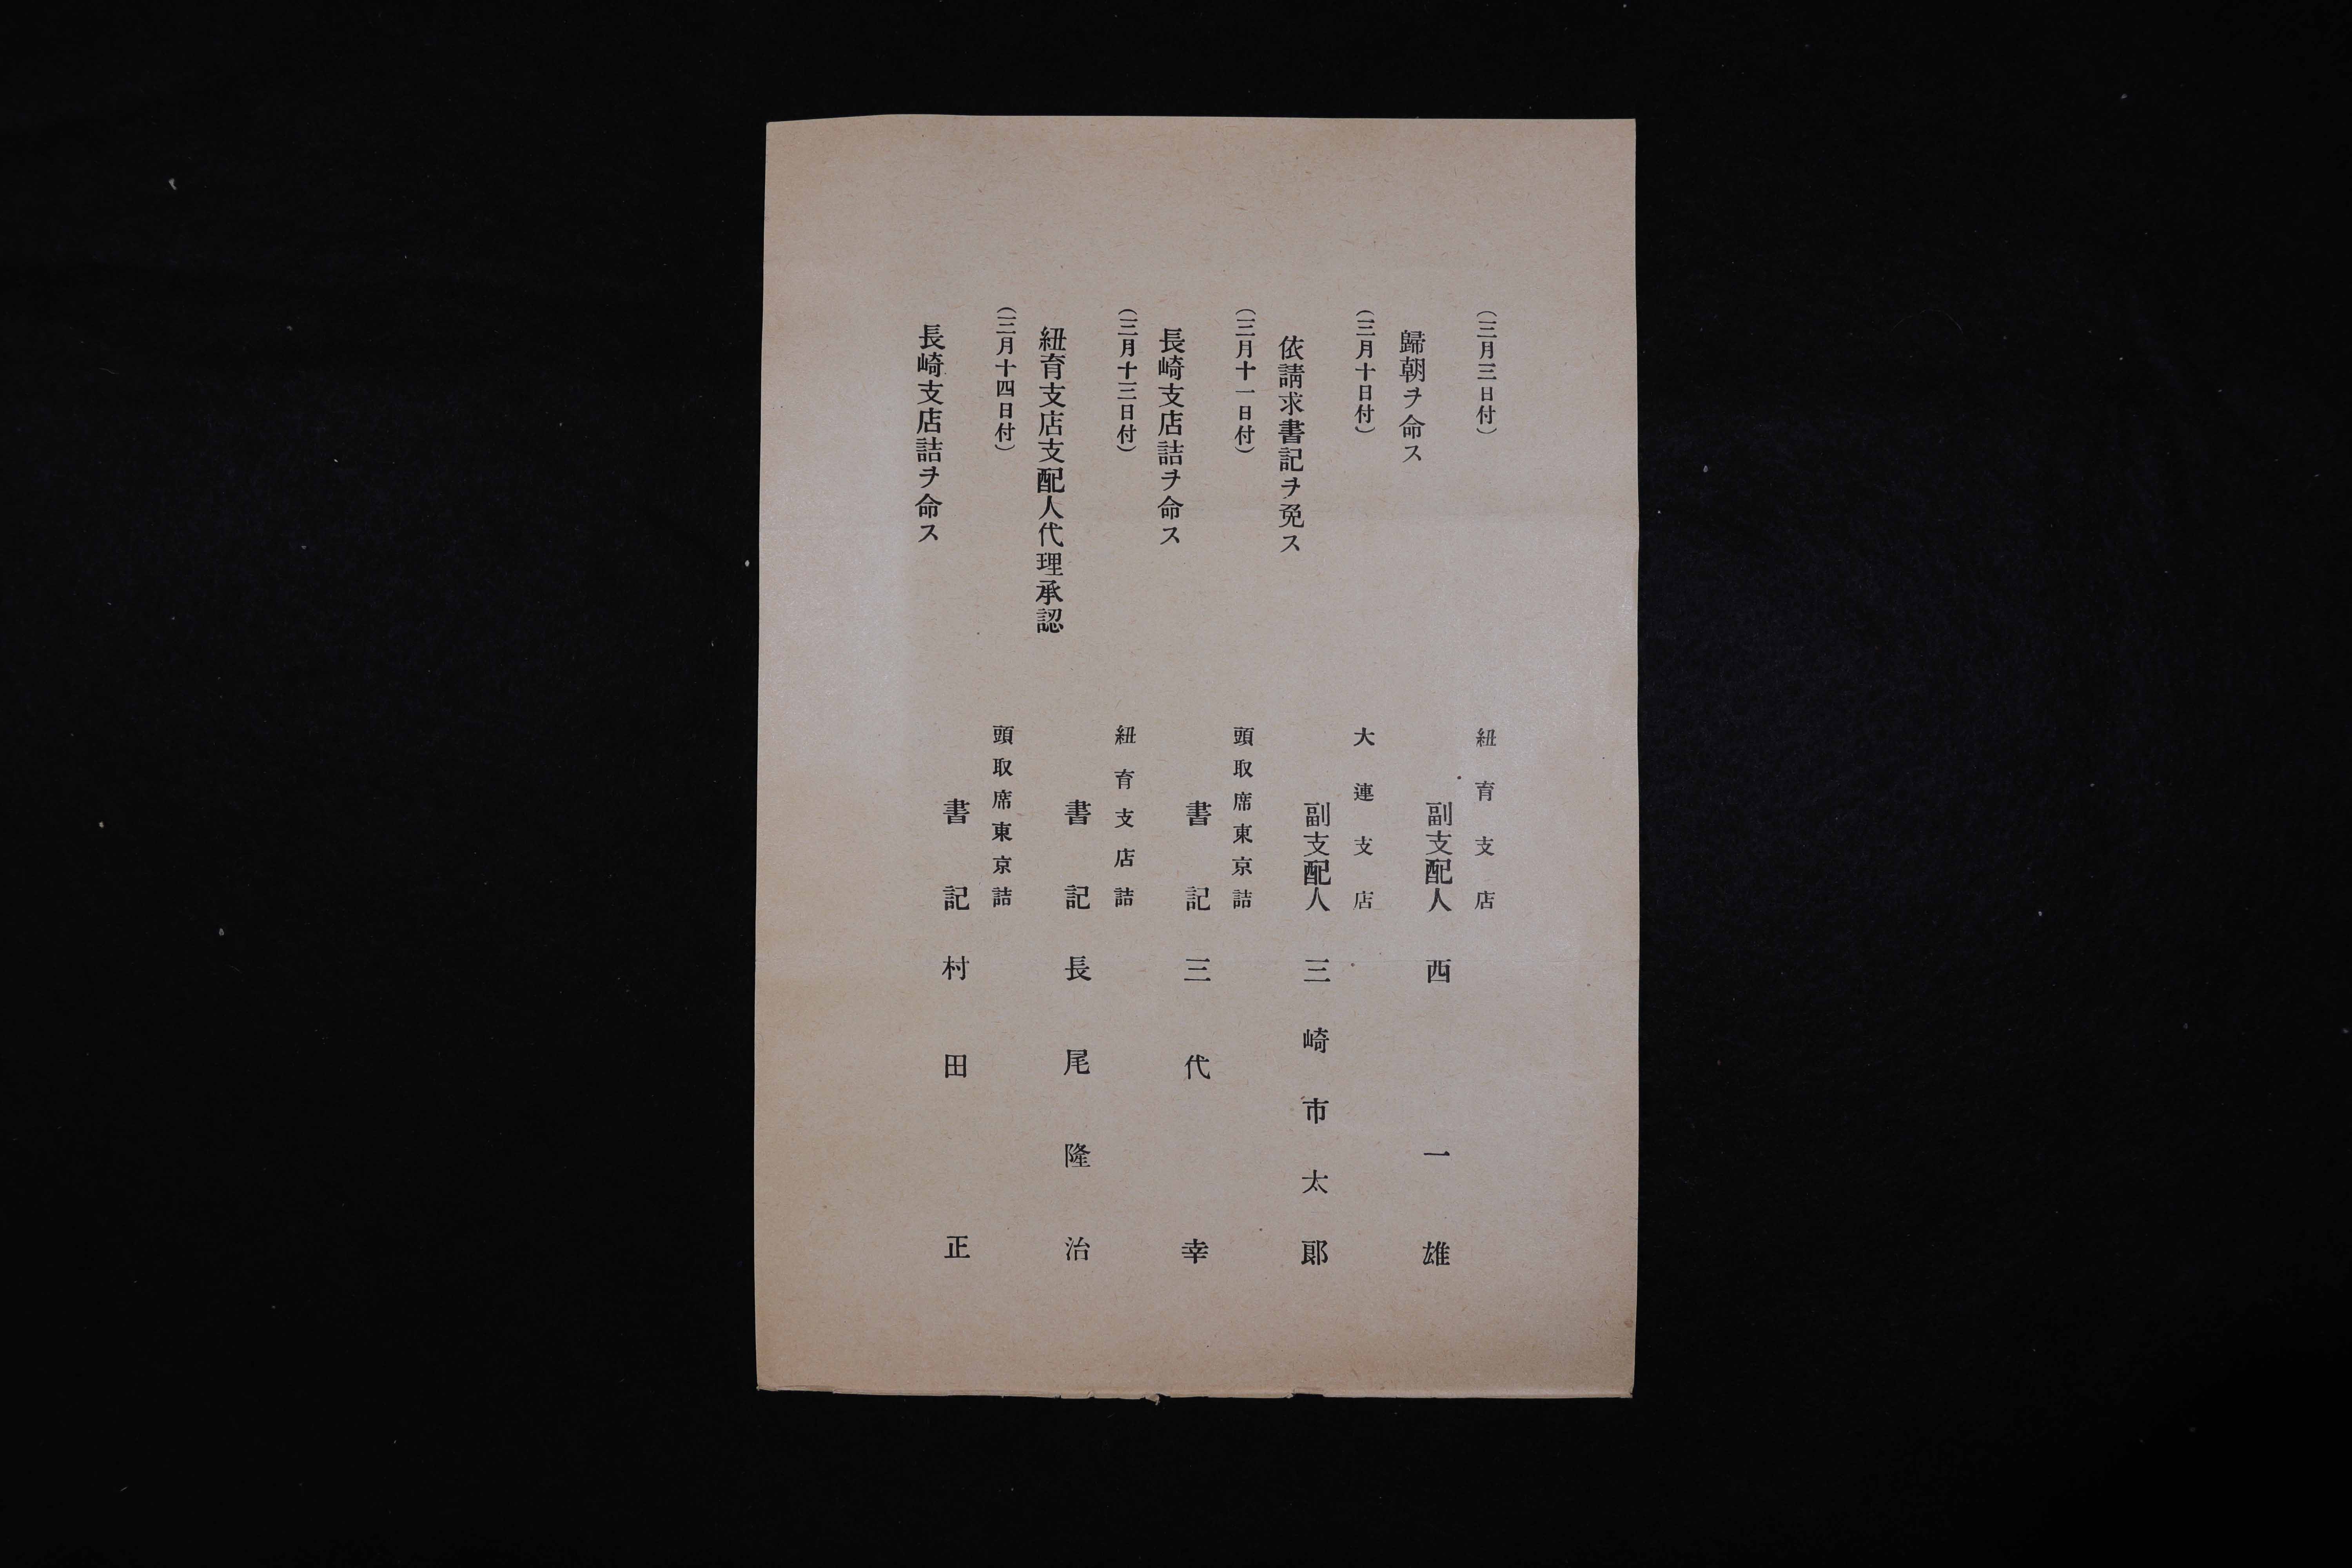 （三月三日付）
紐育支店
歸朝ヲ命ス
副支配人 西一雄
（三月十日付）
大連支店
依請求書記ヲ免ス
副支配人 三崎市太郞
（三月十一日付）
頭取席東京詰
長崎支店詰ヲ命ス
書記 三代幸
（三月十三日付）
紐育支店詰
紐育支店支配人代理承認
書記 長尾隆治
（三月十四日付）
頭取席東京詰
長崎支店詰ヲ命ス
書記 村田正